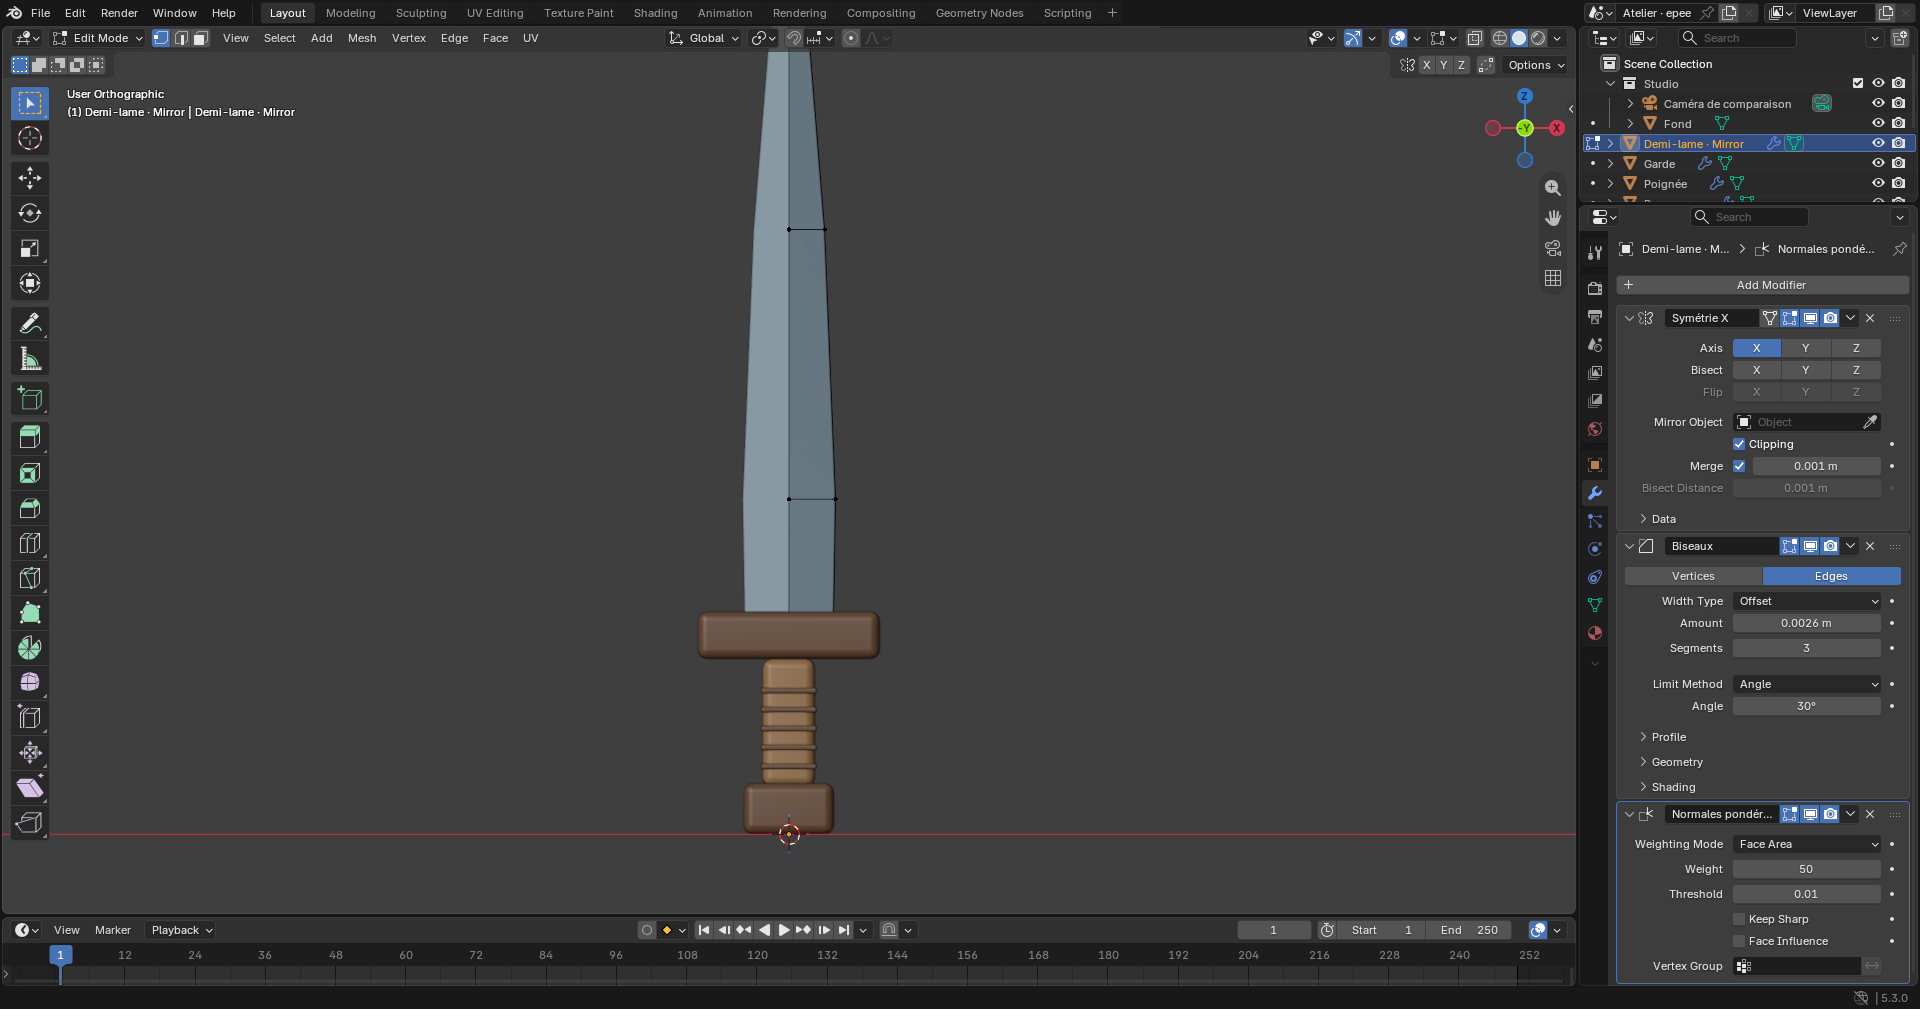 File Edit Render Window Help Layout Modeling Sculpting UV Editing Texture Paint Shading Animation Rendering Compositing Geometry Nodes Scripting Atelier · epee ViewLayer
Edit Mode View Select Add Mesh Vertex Edge Face UV Global Search
X Y Z Options
User Orthographic
(1) Demi-lame · Mirror | Demi-lame · Mirror
Z
-Y X
Scene Collection
Studio
Caméra de comparaison
Fond
Demi-lame · Mirror
Garde
Poignée
Search
Demi-lame · M... Normales pondé...
Add Modifier
Symétrie X
Axis X Y Z
Bisect X Y Z
Flip X Y Z
Mirror Object Object
Clipping
Merge 0.001 m
Bisect Distance 0.001 m
Data
Biseaux
Vertices Edges
Width Type Offset
Amount 0.0026 m
Segments 3
Limit Method Angle
Angle 30°
Profile
Geometry
Shading
Normales pondér...
Weighting Mode Face Area
Weight 50
Threshold 0.01
Keep Sharp
Face Influence
Vertex Group
View Marker Playback 1 Start 1 End 250
1 12 24 36 48 60 72 84 96 108 120 132 144 156 168 180 192 204 216 228 240 252
5.3.0